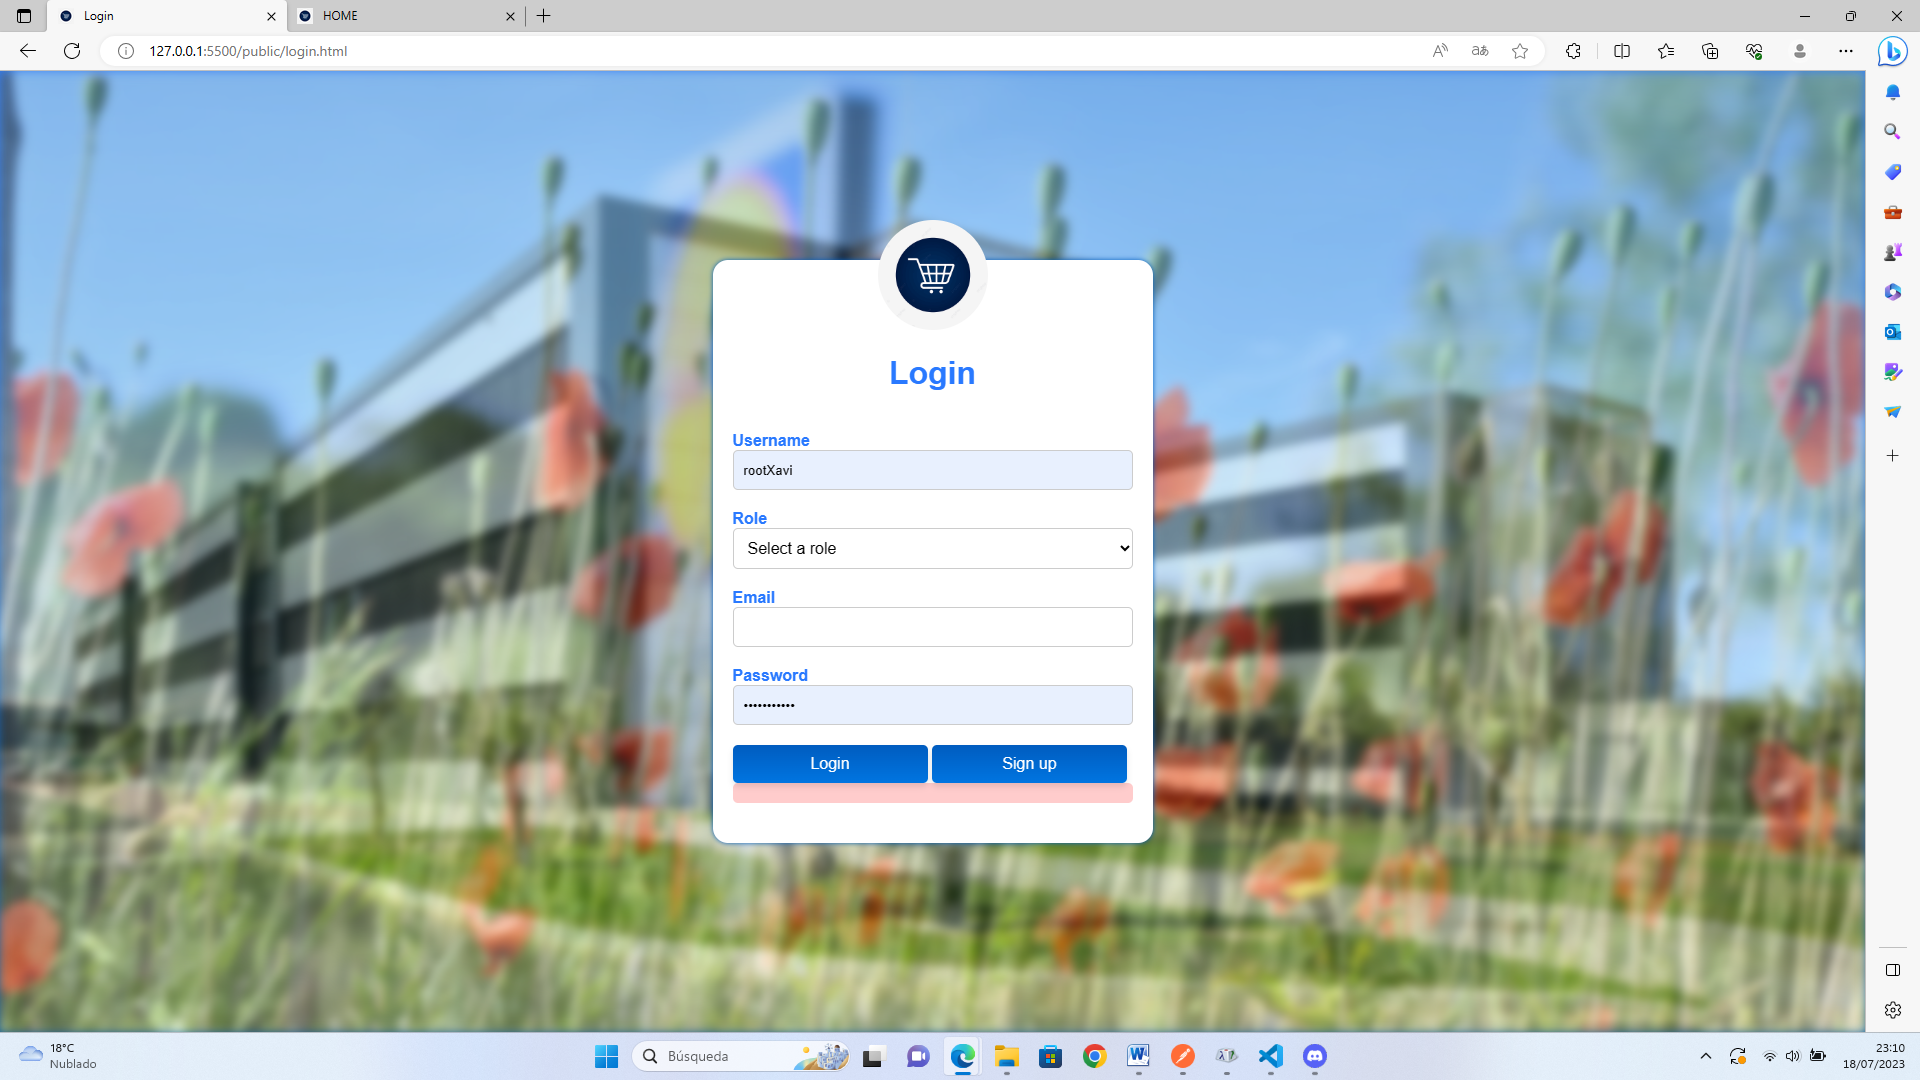 Login
HOME
127.0.0.1:5500/public/login.html
Login
Username
rootXavi
Role
Select a role
Email
Password
•••••••••••
Login
Sign up
18°C
Nublado
Búsqueda
23:10
18/07/2023